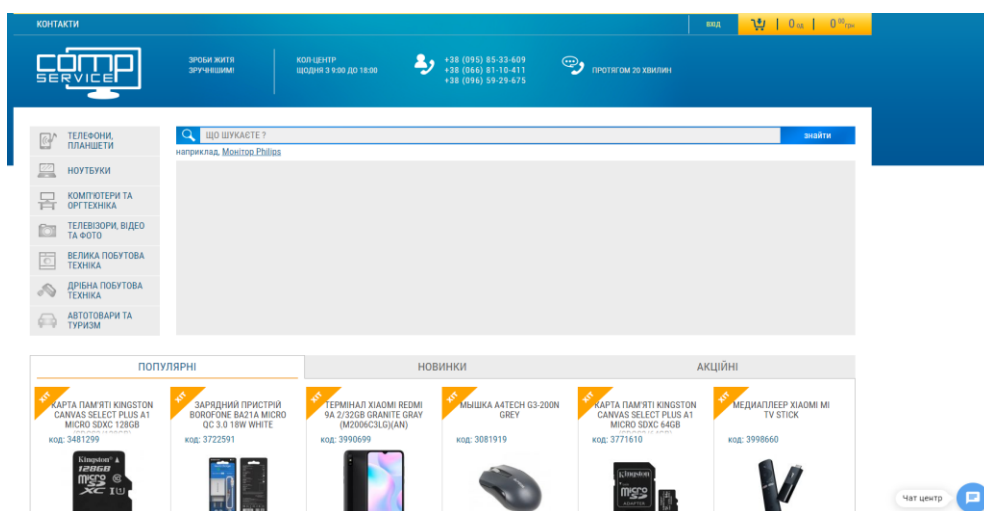 КОНТАКТИ
ВХІД
0 од
0 00 грн
comp
SERVICE
ЗРОБИ ЖИТЯ
ЗРУЧНІШИМ!
КОЛ-ЦЕНТР
ЩОДНЯ З 9:00 ДО 18:00
+38 (095) 85-33-609
+38 (066) 81-10-411
+38 (096) 59-29-675
ПРОТЯГОМ 20 ХВИЛИН
ТЕЛЕФОНИ,
ПЛАНШЕТИ
НОУТБУКИ
КОМП'ЮТЕРИ ТА
ОРГТЕХНІКА
ТЕЛЕВІЗОРИ, ВІДЕО
ТА ФОТО
ВЕЛИКА ПОБУТОВА
ТЕХНІКА
ДРІБНА ПОБУТОВА
ТЕХНІКА
АВТОТОВАРИ ТА
ТУРИЗМ
ЩО ШУКАЄТЕ ?
знайти
наприклад, Монітор Philips
ПОПУЛЯРНІ
НОВИНКИ
АКЦІЙНІ
ХІТ
КАРТА ПАМ'ЯТІ KINGSTON
CANVAS SELECT PLUS A1
MICRO SDXC 128GB
код: 3481299
Kingston
128GB
micro
SDXC
ХІТ
ЗАРЯДНИЙ ПРИСТРІЙ
BOROFONE BA21A MICRO
QC 3.0 18W WHITE
код: 3722591
ХІТ
ТЕРМІНАЛ XIAOMI REDMI
9A 2/32GB GRANITE GRAY
(M2006C3LG)(AN)
код: 3990699
ХІТ
МЫШКА A4TECH G3-200N
GREY
код: 3081919
ХІТ
КАРТА ПАМ'ЯТІ KINGSTON
CANVAS SELECT PLUS A1
MICRO SDXC 64GB
код: 3771610
Kingston
micro
ADAPTER
ХІТ
МЕДИАПЛЕЕР XIAOMI MI
TV STICK
код: 3998660
Чат центр